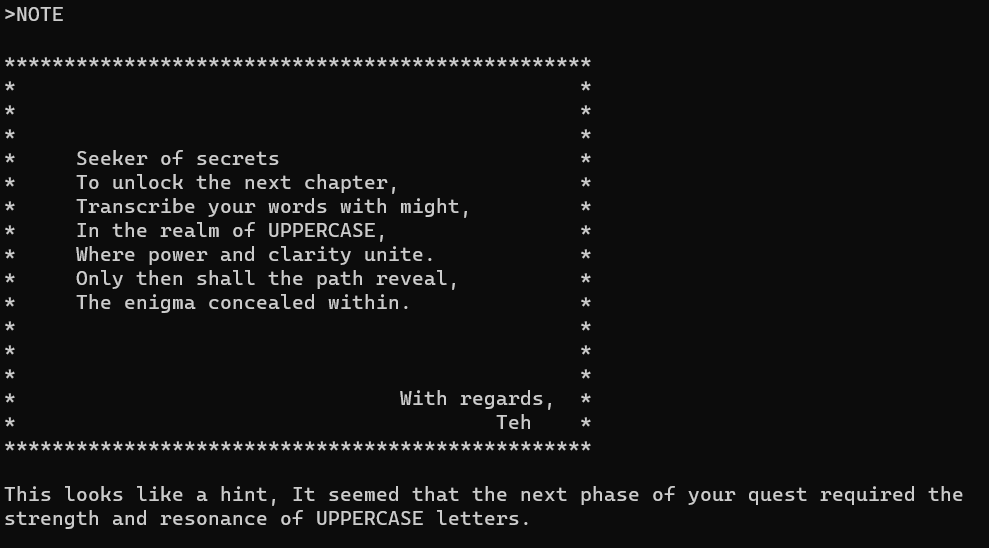 >NOTE
*************************************************
* *
* *
* *
* Seeker of secrets *
* To unlock the next chapter, *
* Transcribe your words with might, *
* In the realm of UPPERCASE, *
* Where power and clarity unite. *
* Only then shall the path reveal, *
* The enigma concealed within. *
* *
* *
* *
* With regards, *
* Teh *
*************************************************
This looks like a hint, It seemed that the next phase of your quest required the
strength and resonance of UPPERCASE letters.